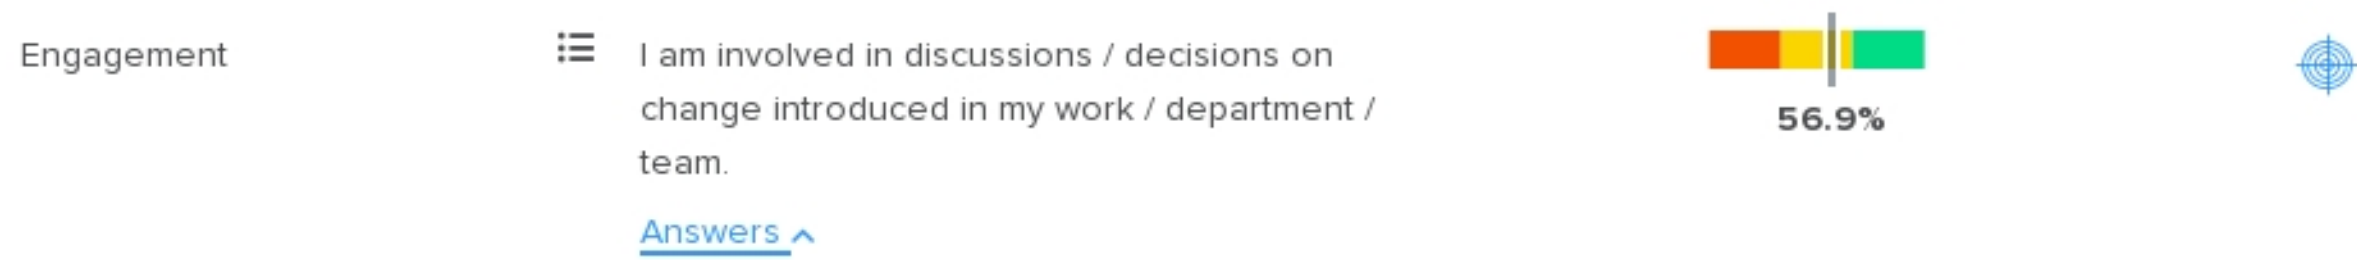 Engagement
I am involved in discussions / decisions on
change introduced in my work / department /
team.
Answers
56.9%